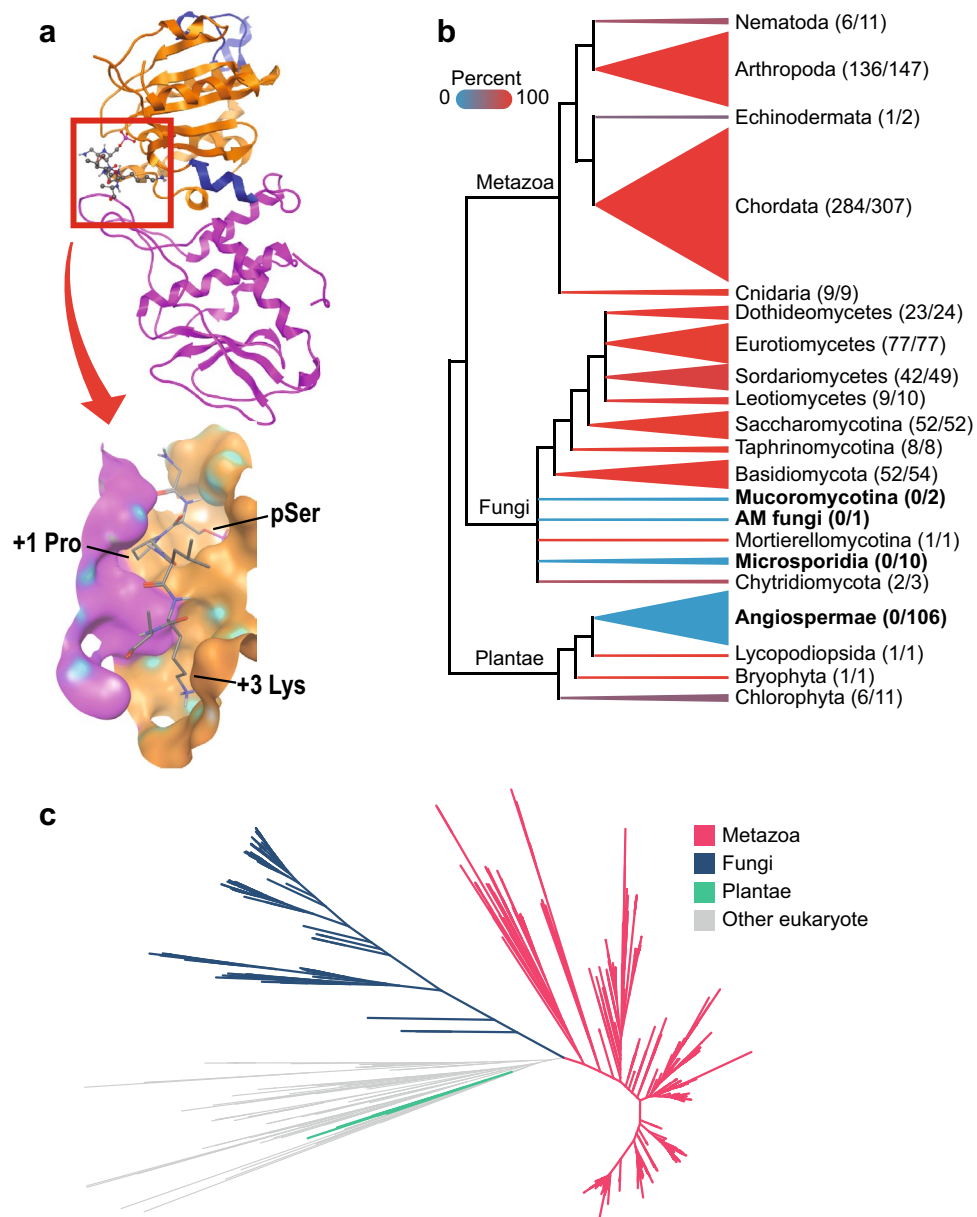 a
pSer
+1 Pro
+3 Lys
b
Percent
0 100
Nematoda (6/11)
Arthropoda (136/147)
Echinodermata (1/2)
Metazoa
Chordata (284/307)
Cnidaria (9/9)
Dothideomycetes (23/24)
Eurotiomycetes (77/77)
Sordariomycetes (42/49)
Leotiomycetes (9/10)
Saccharomycotina (52/52)
Taphrinomycotina (8/8)
Basidiomycota (52/54)
Fungi
Mucoromycotina (0/2)
AM fungi (0/1)
Mortierellomycotina (1/1)
Microsporidia (0/10)
Chytridiomycota (2/3)
Angiospermae (0/106)
Plantae
Lycopodiopsida (1/1)
Bryophyta (1/1)
Chlorophyta (6/11)
c
Metazoa
Fungi
Plantae
Other eukaryote